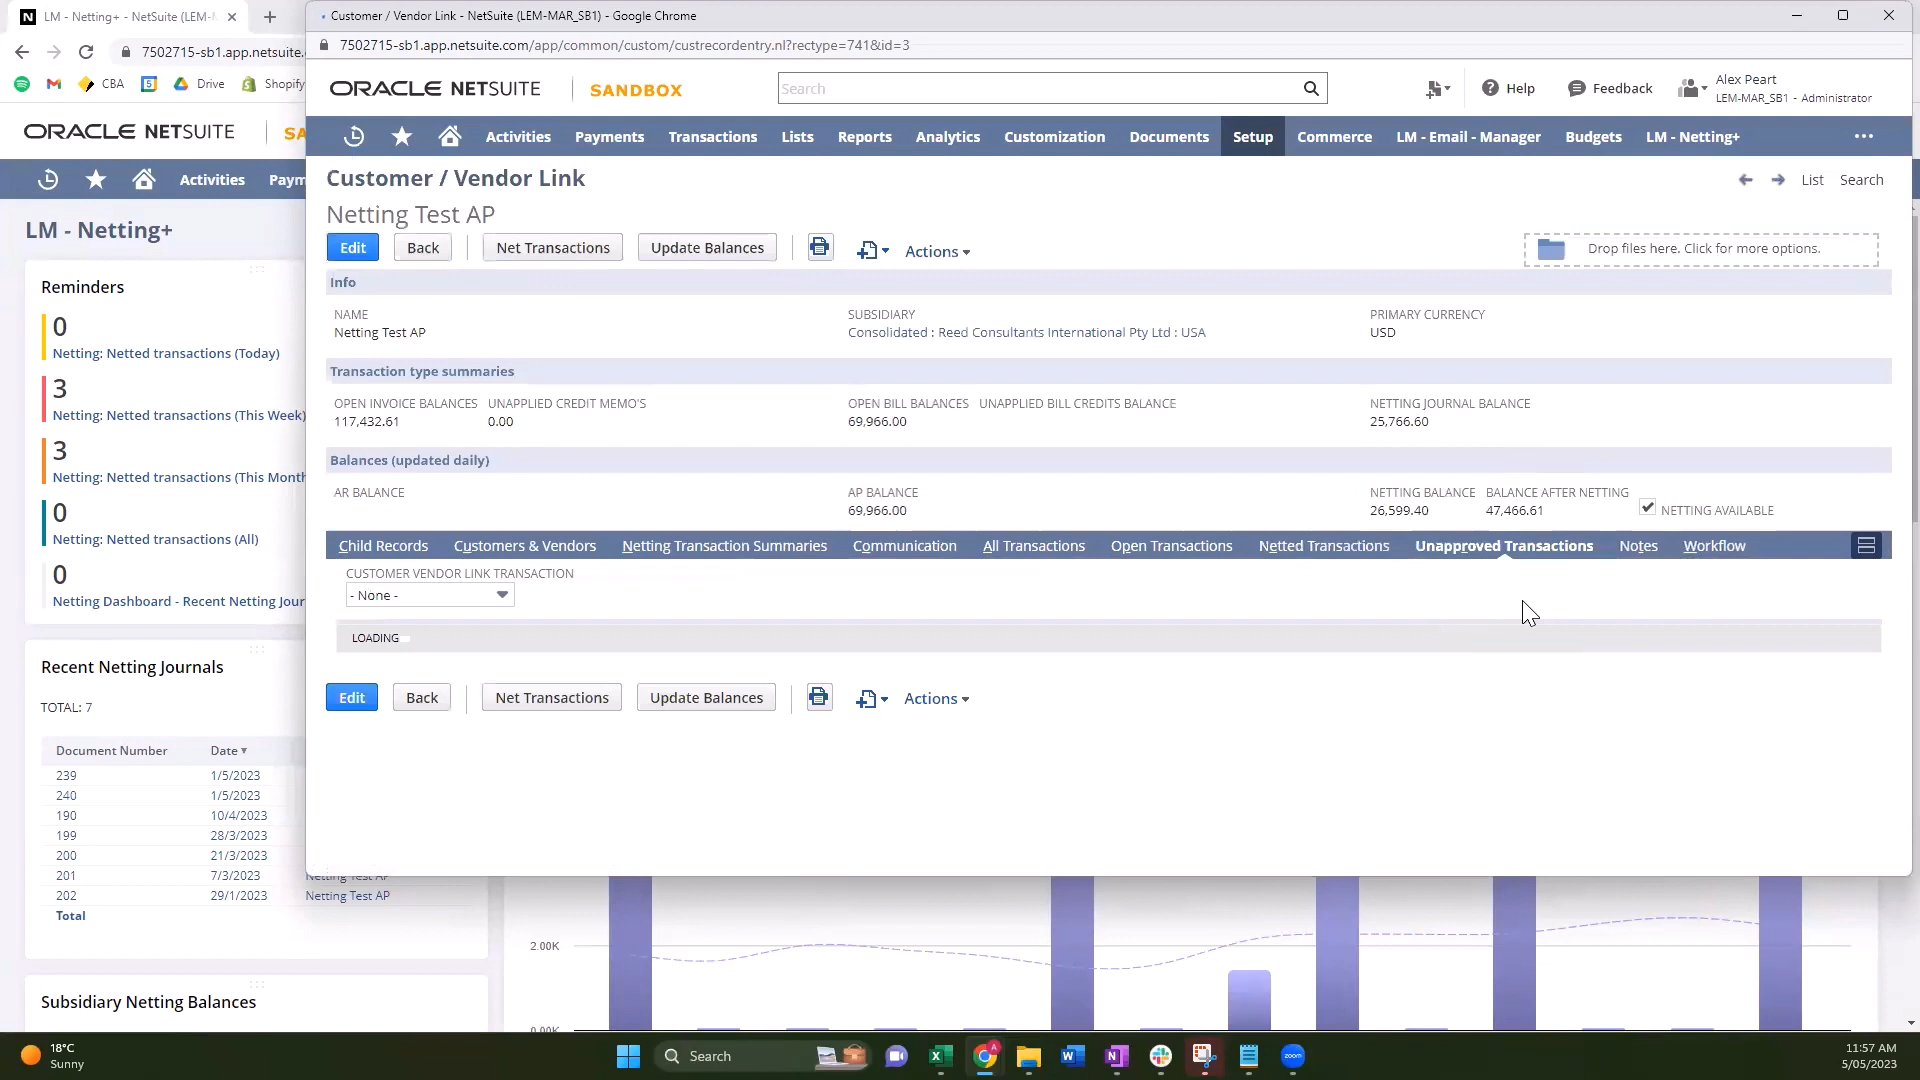 LM - Netting+ - NetSuite (LEM-M
Customer / Vendor Link - NetSuite (LEM-MAR_SB1) - Google Chrome
7502715-sb1.app.netsuite.
7502715-sb1.app.netsuite.com/app/common/custom/custrecordentry.nl?rectype=741&id=3
CBA
Drive
Shopify
ORACLE NETSUITE
SA
ORACLE NETSUITE
SANDBOX
Search
Help
Feedback
Alex Peart
LEM-MAR_SB1 - Administrator
Activities
Paym
Activities Payments Transactions Lists Reports Analytics Customization Documents Setup Commerce LM - Email - Manager Budgets LM - Netting+
LM - Netting+
Reminders
0
Netting: Netted transactions (Today)
3
Netting: Netted transactions (This Week)
3
Netting: Netted transactions (This Month
0
Netting: Netted transactions (All)
0
Netting Dashboard - Recent Netting Jour
Recent Netting Journals
TOTAL: 7
Document Number Date
239 1/5/2023
240 1/5/2023
190 10/4/2023
199 28/3/2023
200 21/3/2023
201 7/3/2023 Netting Test AP
202 29/1/2023 Netting Test AP
Total
Subsidiary Netting Balances
Customer / Vendor Link
List Search
Netting Test AP
Edit Back Net Transactions Update Balances Actions
Drop files here. Click for more options.
Info
NAME SUBSIDIARY PRIMARY CURRENCY
Netting Test AP Consolidated : Reed Consultants International Pty Ltd : USA USD
Transaction type summaries
OPEN INVOICE BALANCES UNAPPLIED CREDIT MEMO'S OPEN BILL BALANCES UNAPPLIED BILL CREDITS BALANCE NETTING JOURNAL BALANCE
117,432.61 0.00 69,966.00 25,766.60
Balances (updated daily)
AR BALANCE AP BALANCE NETTING BALANCE BALANCE AFTER NETTING
69,966.00 26,599.40 47,466.61 NETTING AVAILABLE
Child Records Customers & Vendors Netting Transaction Summaries Communication All Transactions Open Transactions Netted Transactions Unapproved Transactions Notes Workflow
CUSTOMER VENDOR LINK TRANSACTION
- None -
LOADING
Edit Back Net Transactions Update Balances Actions
2.00K
0.00K
18°C
Sunny
Search
zoom
11:57 AM
5/05/2023